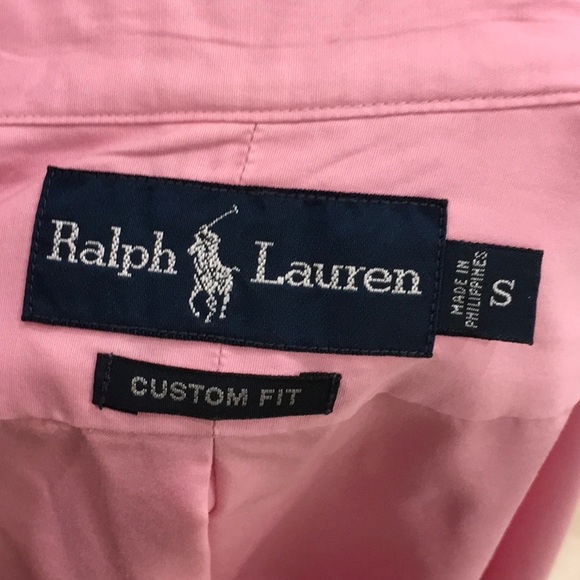 Ralph Lauren
MADE IN
PHILIPPINES
S
CUSTOM FIT